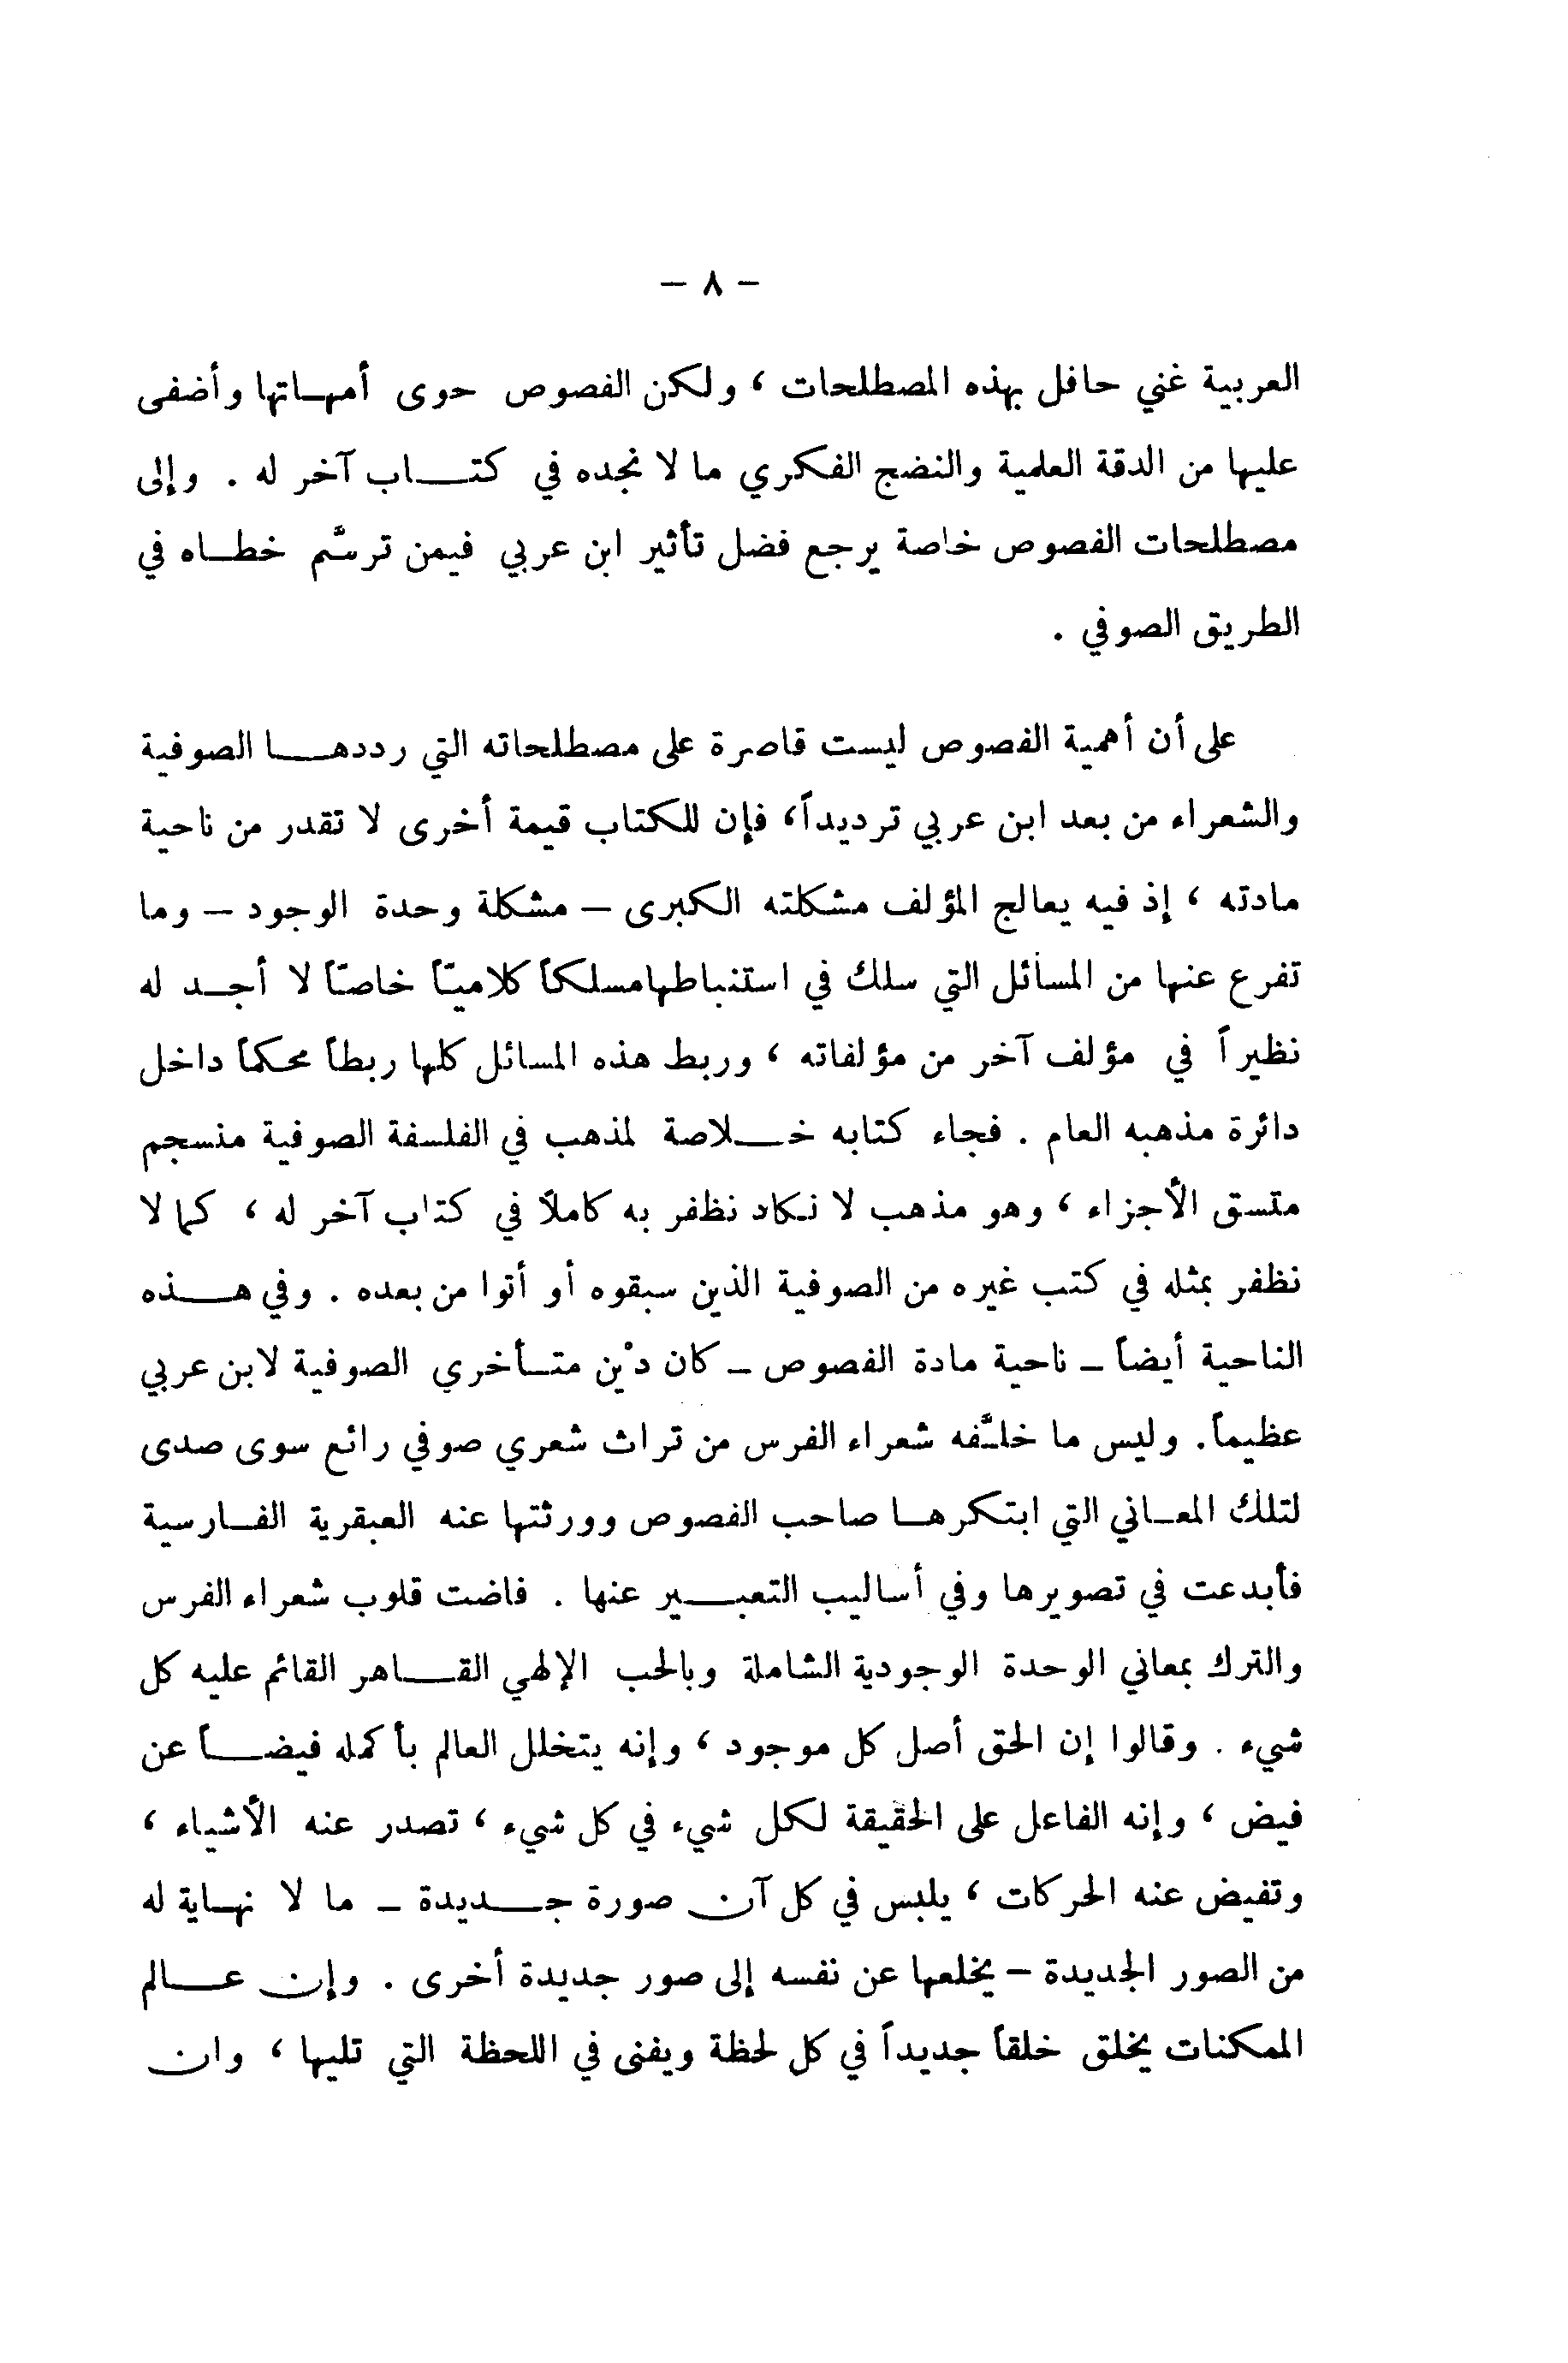 - ٨ -
العربية غني حافل بهذه المصطلحات ، ولكن الفصوص حوى أمهاتها وأضفى
عليها من الدقة العلمية والنضج الفكري ما لا نجده في كتاب آخر له . وإلى
مصطلحات الفصوص خاصة يرجع فضل تأثير ابن عربي فيمن ترسَّم خطاه في
الطريق الصوفي .
على أن أهمية الفصوص ليست قاصرة على مصطلحاته التي رددها الصوفية
والشعراء من بعد ابن عربي ترديداً، فإن للكتاب قيمة أخرى لا تقدر من ناحية
مادته ، إذ فيه يعالج المؤلف مشكلته الكبرى - مشكلة وحدة الوجود - وما
تفرع عنها من المسائل التي سلك في استنباطها مسلكاً كلاميّاً خاصّاً لا أجد له
نظيراً في مؤلف آخر من مؤلفاته ، وربط هذه المسائل كلها ربطاً محكماً داخل
دائرة مذهبه العام . فجاء كتابه خلاصة لمذهب في الفلسفة الصوفية منسجم
متسق الأجزاء ، وهو مذهب لا نكاد نظفر به كاملاً في كتاب آخر له ، كما لا
نظفر بمثله في كتب غيره من الصوفية الذين سبقوه أو أتوا من بعده . وفي هذه
الناحية أيضاً - ناحية مادة الفصوص - كان دْين متأخري الصوفية لابن عربي
عظيماً. وليس ما خلَّفه شعراء الفرس من تراث شعري صوفي رائع سوى صدى
لتلك المعاني التي ابتكرها صاحب الفصوص وورثتها عنه العبقرية الفارسية
فأبدعت في تصويرها وفي أساليب التعبير عنها . فاضت قلوب شعراء الفرس
والترك بمعاني الوحدة الوجودية الشاملة وبالحب الإلهي القاهر القائم عليه كل
شيء . وقالوا إن الحق أصل كل موجود ، وإنه يتخلل العالم بأكمله فيضاً عن
فيض ، وإنه الفاعل على الحقيقة لكل شيء في كل شيء ، تصدر عنه الأشياء ،
وتفيض عنه الحركات ، يلبس في كل آن صورة جديدة - ما لا نهاية له
من الصور الجديدة - يخلعها عن نفسه إلى صور جديدة أخرى . وإن عالم
الممكنات يخلق خلقاً جديداً في كل لحظة ويفنى في اللحظة التي تليها ، وان